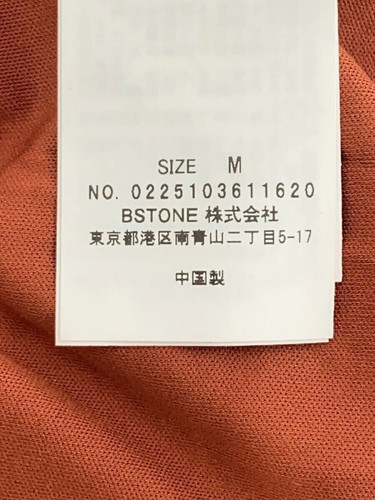 SIZE M
NO. 0225103611620
BSTONE 株式会社
東京都港区南青山二丁目5-17
中国製